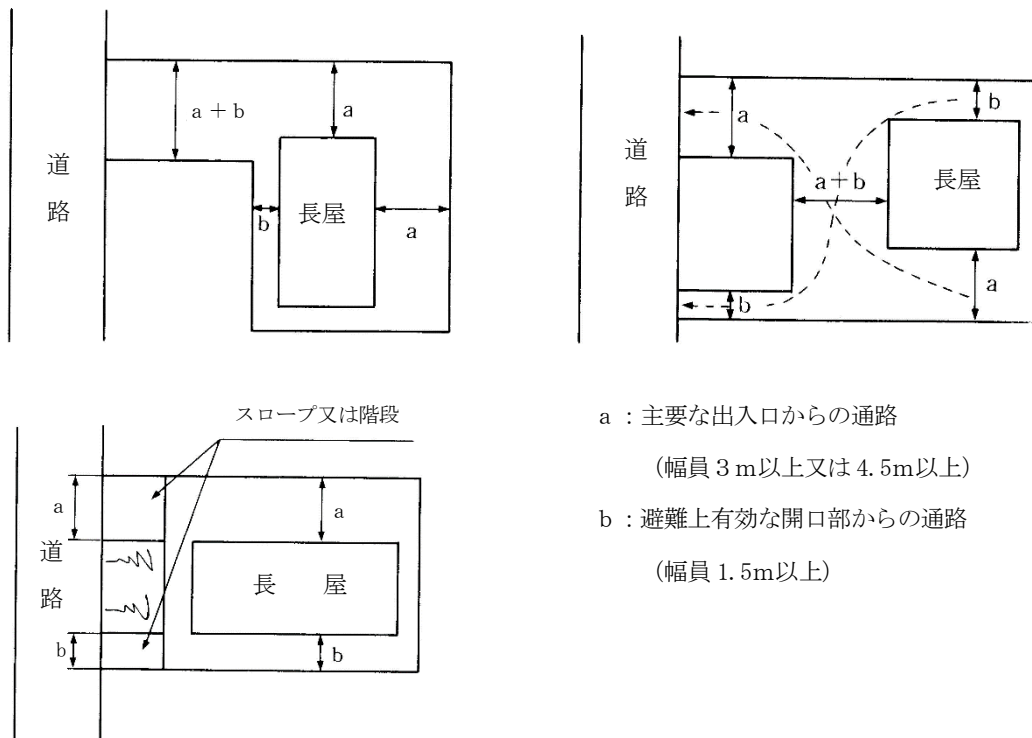 a＋b
a
道
路
長屋
b
a
b
a
道
路
a＋b
長屋
a
b
スロープ又は階段
a
a
道
路
長　屋
b
b
a：主要な出入口からの通路
（幅員３ｍ以上又は 4.5m以上）
b：避難上有効な開口部からの通路
（幅員 1.5m以上）